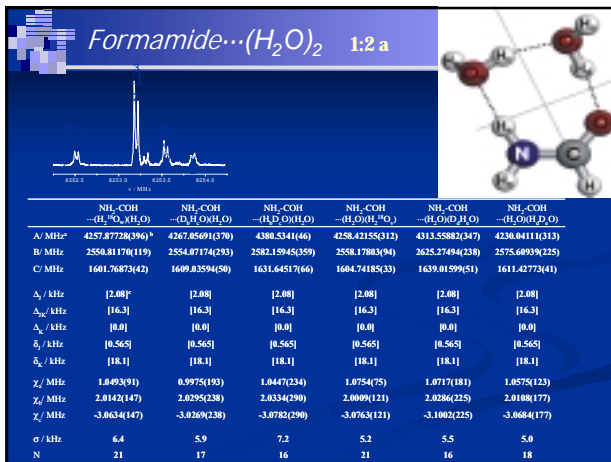 Formamide···(H2O)2 1:2 a
8252.5 8253.0 8253.5 8254.0
ν / MHz
NH2-COH NH2-COH NH2-COH NH2-COH NH2-COH NH2-COH
A / MHz a 4257.87728(396) b 4267.05691(370) 4380.5341(46) 4258.42155(312) 4313.55882(347) 4230.04111(313)
B / MHz 2550.81170(119) 2554.07174(293) 2582.15945(359) 2558.17803(94) 2625.27494(238) 2575.60939(225)
C / MHz 1601.76873(42) 1609.03594(50) 1631.64517(66) 1604.74185(33) 1639.01599(51) 1611.42773(41)
ΔJ / kHz [2.08] c [2.08] [2.08] [2.08] [2.08] [2.08]
ΔJK / kHz [16.3] [16.3] [16.3] [16.3] [16.3] [16.3]
ΔK / kHz [0.0] [0.0] [0.0] [0.0] [0.0] [0.0]
δJ / kHz [0.565] [0.565] [0.565] [0.565] [0.565] [0.565]
δK / kHz [18.1] [18.1] [18.1] [18.1] [18.1] [18.1]
χa / MHz 1.0493(91) 0.9975(193) 1.0447(234) 1.0754(75) 1.0717(181) 1.0575(123)
χb / MHz 2.0142(147) 2.0295(238) 2.0334(290) 2.0009(121) 2.0286(225) 2.0108(177)
χc / MHz -3.0634(147) -3.0269(238) -3.0782(290) -3.0763(121) -3.1002(225) -3.0684(177)
σ / kHz 6.4 5.9 7.2 5.2 5.5 5.0
N 21 17 16 21 16 18